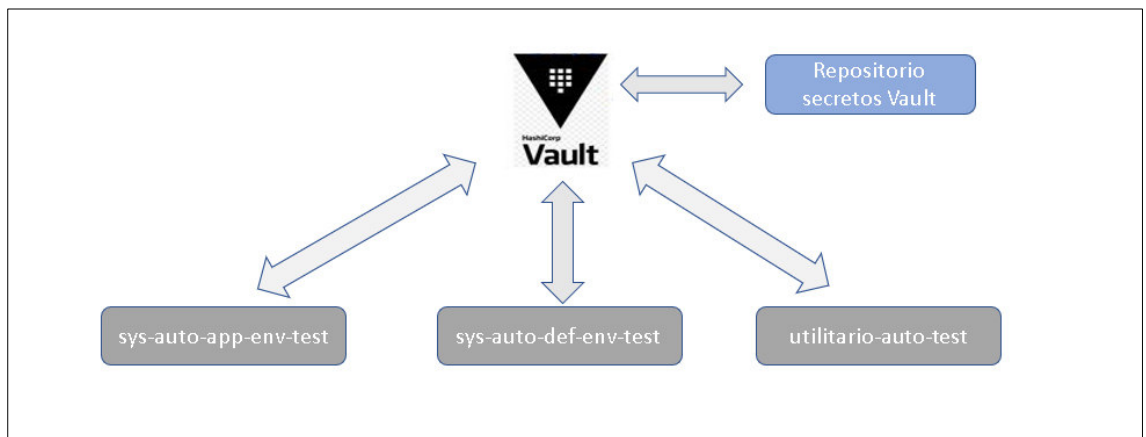 Repositorio
secretos Vault
HashiCorp
Vault
sys-auto-app-env-test
sys-auto-def-env-test
utilitario-auto-test